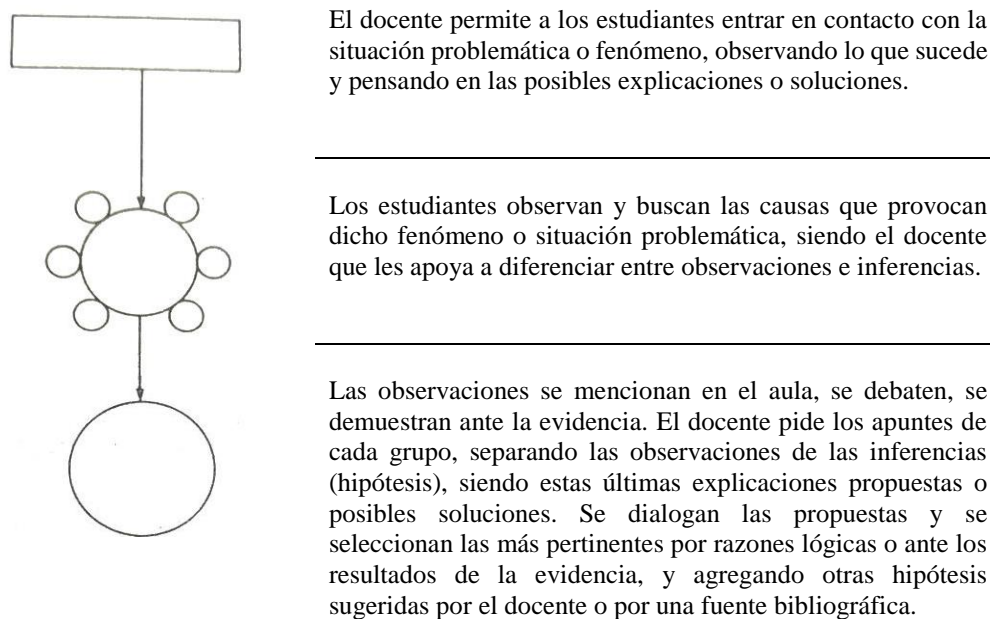 El docente permite a los estudiantes entrar en contacto con la
situación problemática o fenómeno, observando lo que sucede
y pensando en las posibles explicaciones o soluciones.
Los estudiantes observan y buscan las causas que provocan
dicho fenómeno o situación problemática, siendo el docente
que les apoya a diferenciar entre observaciones e inferencias.
Las observaciones se mencionan en el aula, se debaten, se
demuestran ante la evidencia. El docente pide los apuntes de
cada grupo, separando las observaciones de las inferencias
(hipótesis), siendo estas últimas explicaciones propuestas o
posibles soluciones. Se dialogan las propuestas y se
seleccionan las más pertinentes por razones lógicas o ante los
resultados de la evidencia, y agregando otras hipótesis
sugeridas por el docente o por una fuente bibliográfica.